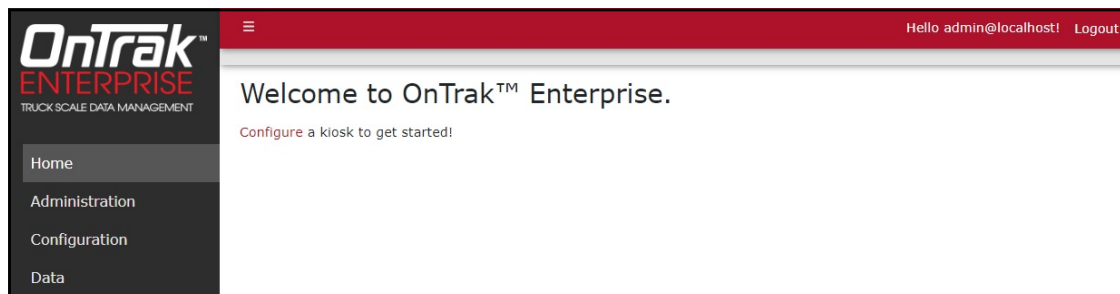 OnTrak™
ENTERPRISE
TRUCK SCALE DATA MANAGEMENT
Hello admin@localhost! Logout
Welcome to OnTrak™ Enterprise.
Configure a kiosk to get started!
Home
Administration
Configuration
Data